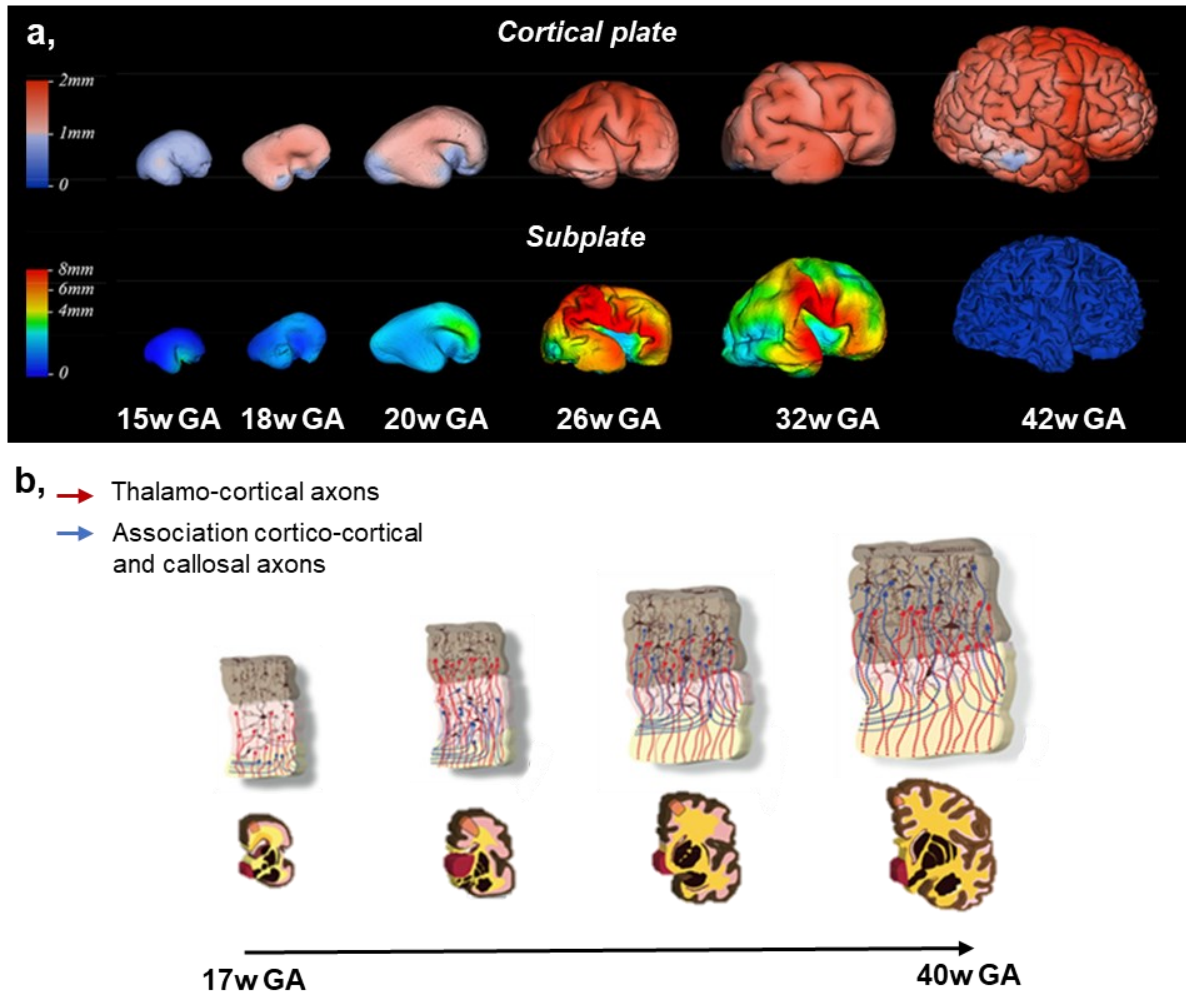 a,
Cortical plate
2mm
1mm
0
Subplate
8mm
6mm
4mm
0
15w GA 18w GA 20w GA 26w GA 32w GA 42w GA
b,
Thalamo-cortical axons
Association cortico-cortical
and callosal axons
17w GA 40w GA